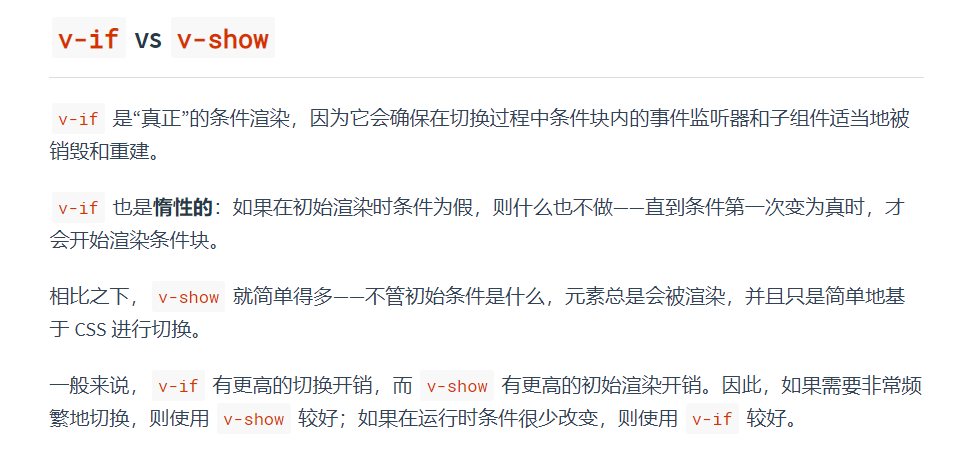 v-if vs v-show
v-if 是“真正”的条件渲染，因为它会确保在切换过程中条件块内的事件监听器和子组件适当地被
销毁和重建。
v-if 也是惰性的：如果在初始渲染时条件为假，则什么也不做——直到条件第一次变为真时，才
会开始渲染条件块。
相比之下， v-show 就简单得多——不管初始条件是什么，元素总是会被渲染，并且只是简单地基
于 CSS 进行切换。
一般来说， v-if 有更高的切换开销，而 v-show 有更高的初始渲染开销。因此，如果需要非常频
繁地切换，则使用 v-show 较好；如果在运行时条件很少改变，则使用 v-if 较好。